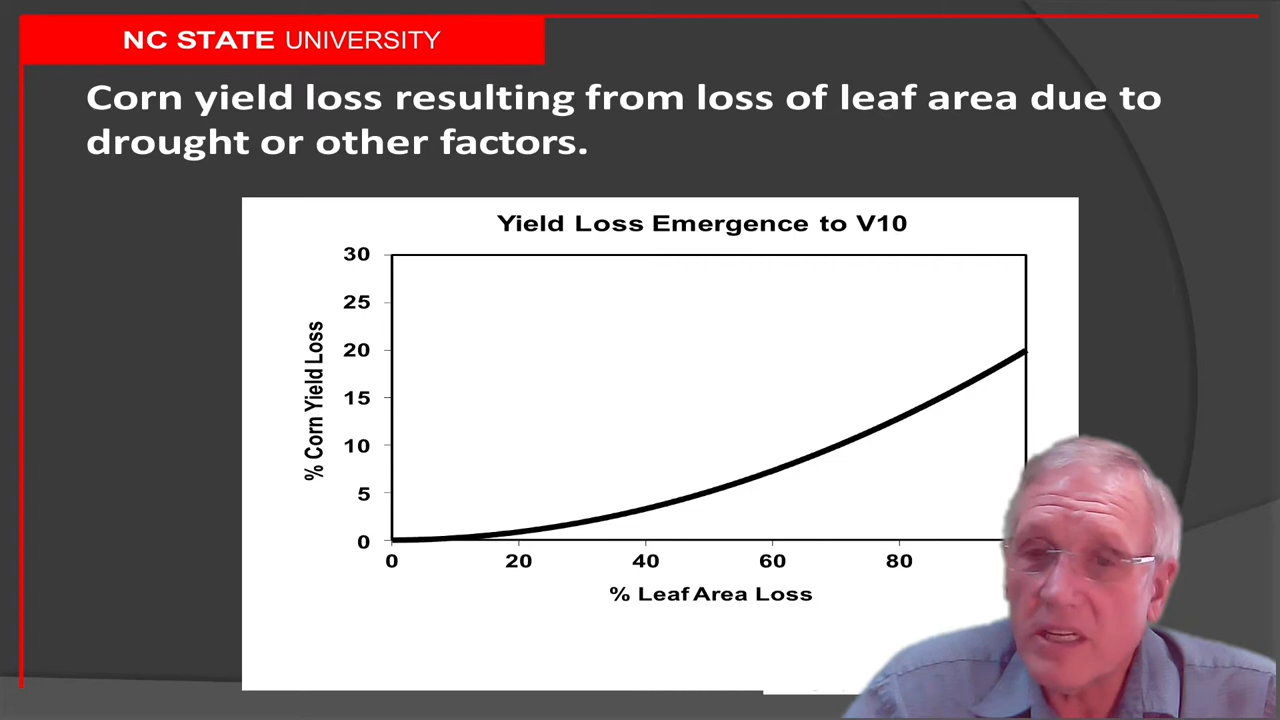 NC STATE UNIVERSITY
Corn yield loss resulting from loss of leaf area due to
drought or other factors.
Yield Loss Emergence to V10
30
25
20
15
10
5
0
% Corn Yield Loss
0 20 40 60 80
% Leaf Area Loss